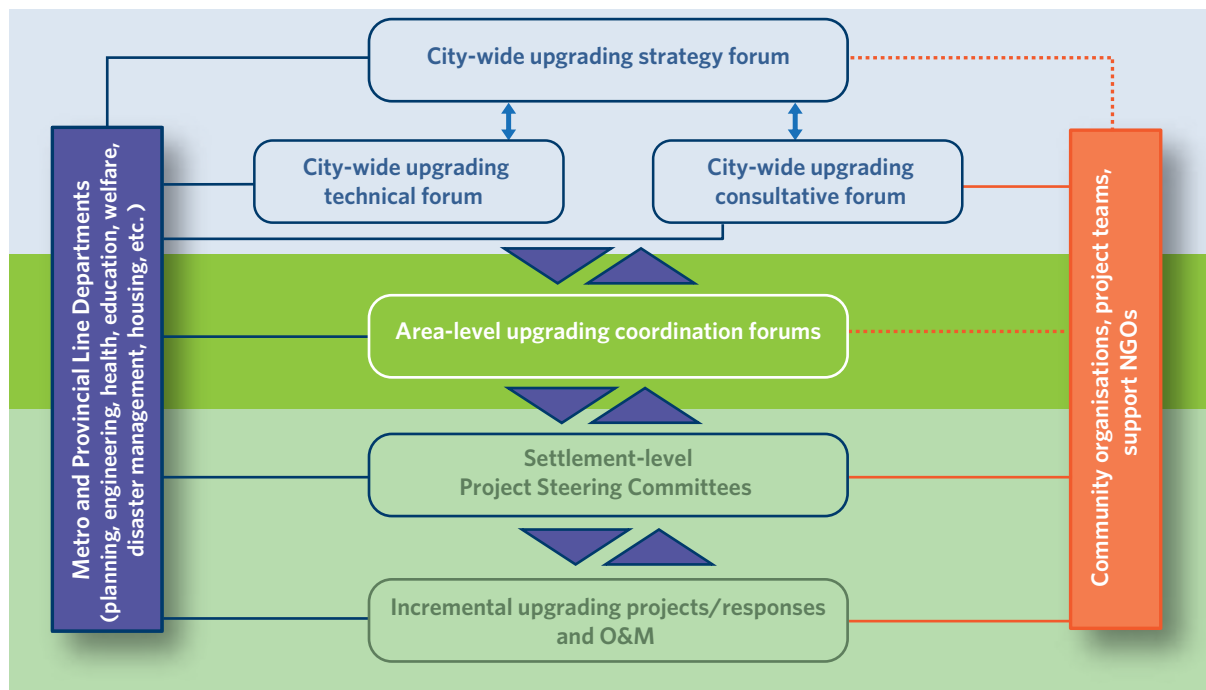 City-wide upgrading strategy forum
City-wide upgrading
technical forum
City-wide upgrading
consultative forum
Metro and Provincial Line Departments
(planning, engineering, health, education, welfare,
disaster management, housing, etc. )
Area-level upgrading coordination forums
Settlement-level
Project Steering Committees
Incremental upgrading projects/responses
and O&M
Community organisations, project teams,
support NGOs